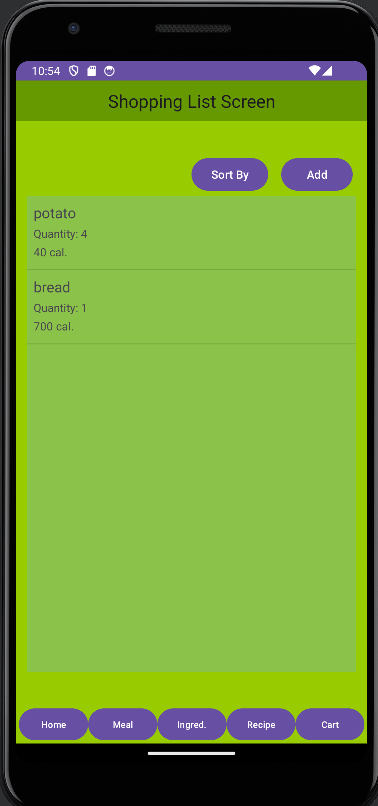 10:54
Shopping List Screen
Sort By Add
potato
Quantity: 4
40 cal.
bread
Quantity: 1
700 cal.
Home Meal Ingred. Recipe Cart